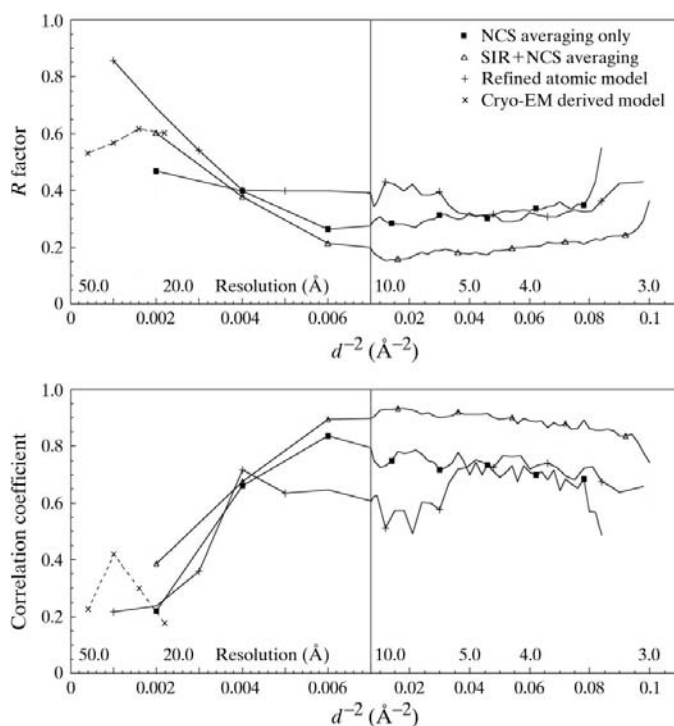 1.0
NCS averaging only
SIR+NCS averaging
0.8
Refined atomic model
Cryo-EM derived model
0.6
R factor
0.4
0.2
50.0 20.0 Resolution (Å) 10.0 5.0 4.0 3.0
0
0 0.002 0.004 0.006 0.02 0.04 0.06 0.08 0.1
d⁻² (Å⁻²)
1.0
0.8
0.6
Correlation coefficient
0.4
0.2
50.0 20.0 Resolution (Å) 10.0 5.0 4.0 3.0
0
0 0.002 0.004 0.006 0.02 0.04 0.06 0.08 0.1
d⁻² (Å⁻²)